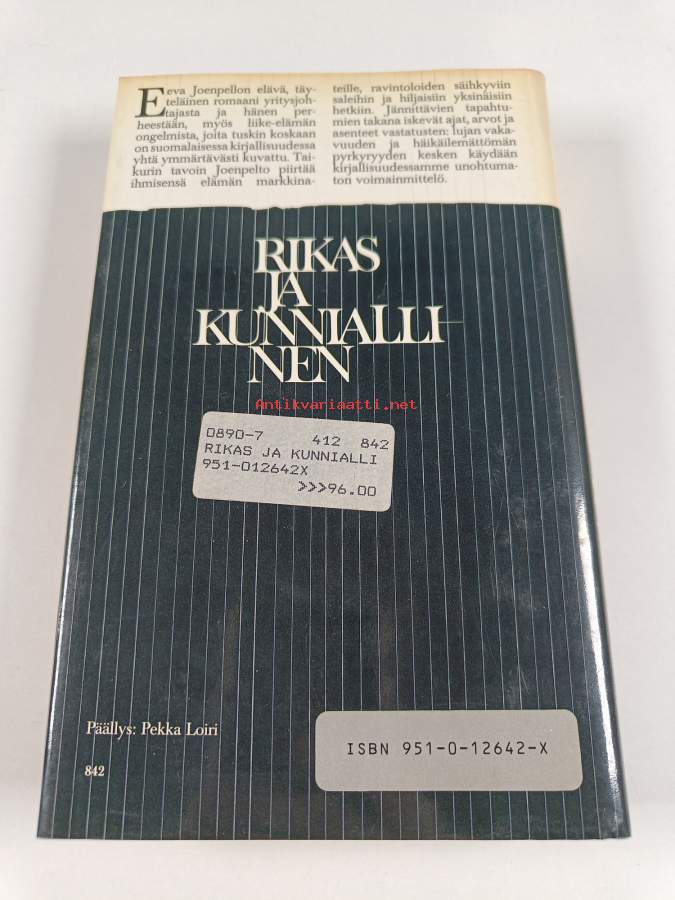 Eeva Joenpellon elävä, täy-
teläinen romaani yritysjoh-
tajasta ja hänen per-
heestään, myös liike-elämän
ongelmista, joita tuskin koskaan
on suomalaisessa kirjallisuudessa
yhtä ymmärtävästi kuvattu. Tai-
kurin tavoin Joenpelto piirtää
ihmisensä elämän markkina-
teille, ravintoloiden säihkyviin
saleihin ja hiljaisiin yksinäisiin
hetkiin. Jännittävien tapahtu-
mien takana iskevät ajat, arvot ja
asenteet vastatusten: lujan vaka-
vuuden ja häikäilemättömän
pyrkyryyden kesken käydään
kirjallisuudessamme unohtuma-
ton voimainmittelö.
RIKAS
JA
KUNNIALLI-
NEN
Antikvariaatti.net
0890-7 412 842
RIKAS JA KUNNIALLI
951-012642X
>>>96.00
Päällys: Pekka Loiri
ISBN 951-0-12642-X
842